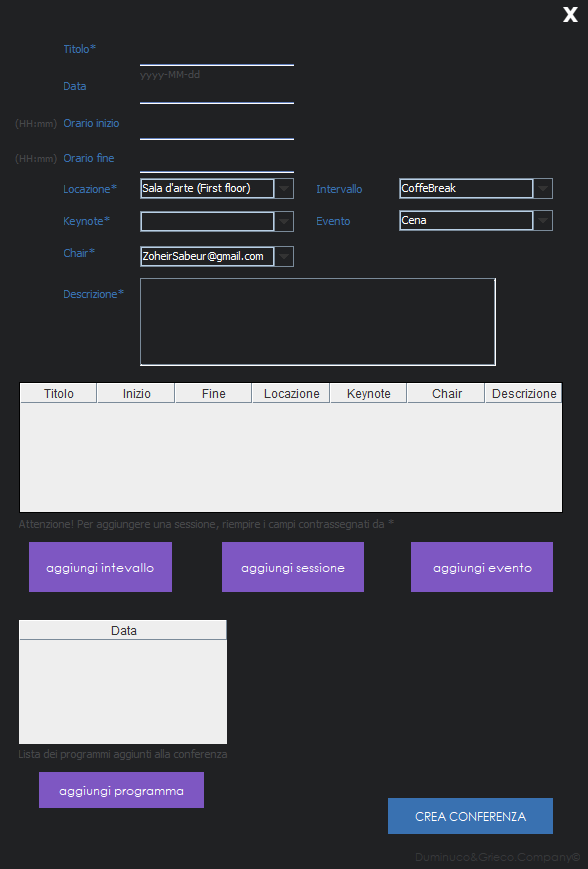 X
Titolo*
yyyy-MM-dd
Data
(HH:mm) Orario inizio
(HH:mm) Orario fine
Locazione* Sala d'arte (First floor) Intervallo CoffeBreak
Keynote* Evento Cena
Chair* ZoheirSabeur@gmail.com
Descrizione*
Titolo Inizio Fine Locazione Keynote Chair Descrizione
Attenzione! Per aggiungere una sessione, riempire i campi contrassegnati da *
aggiungi intevallo aggiungi sessione aggiungi evento
Data
Lista dei programmi aggiunti alla conferenza
aggiungi programma
CREA CONFERENZA
Duminuco&Grieco Company©